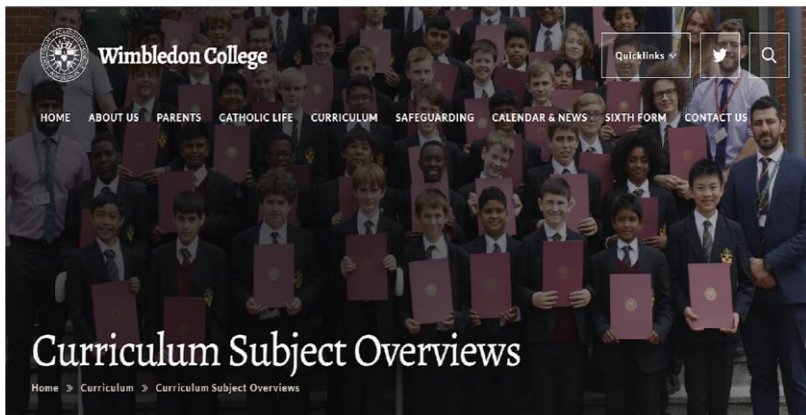 Wimbledon College
Quicklinks
HOME ABOUT US PARENTS CATHOLIC LIFE CURRICULUM SAFEGUARDING CALENDAR & NEWS SIXTH FORM CONTACT US
Curriculum Subject Overviews
Home » Curriculum » Curriculum Subject Overviews